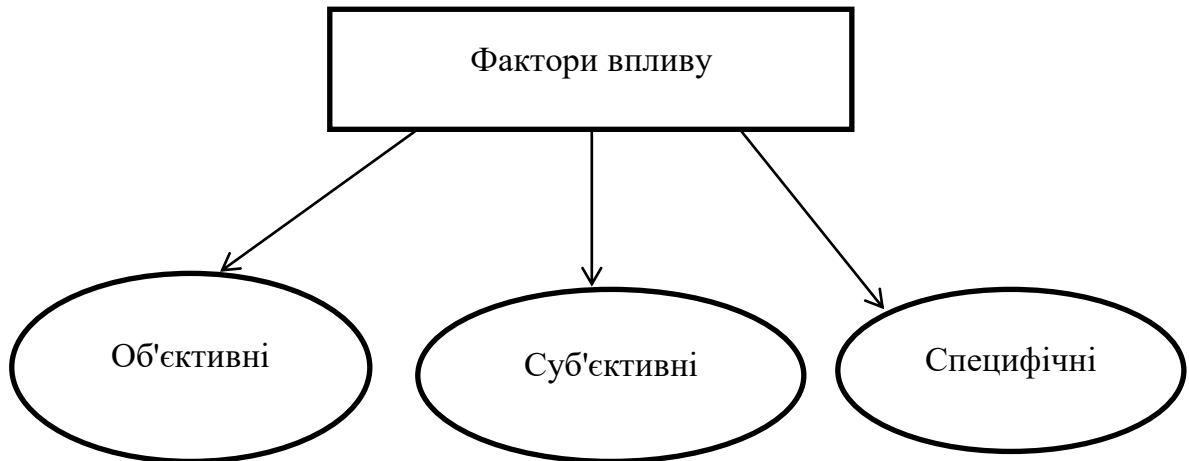 Фактори впливу
Об'єктивні
Суб'єктивні
Специфічні